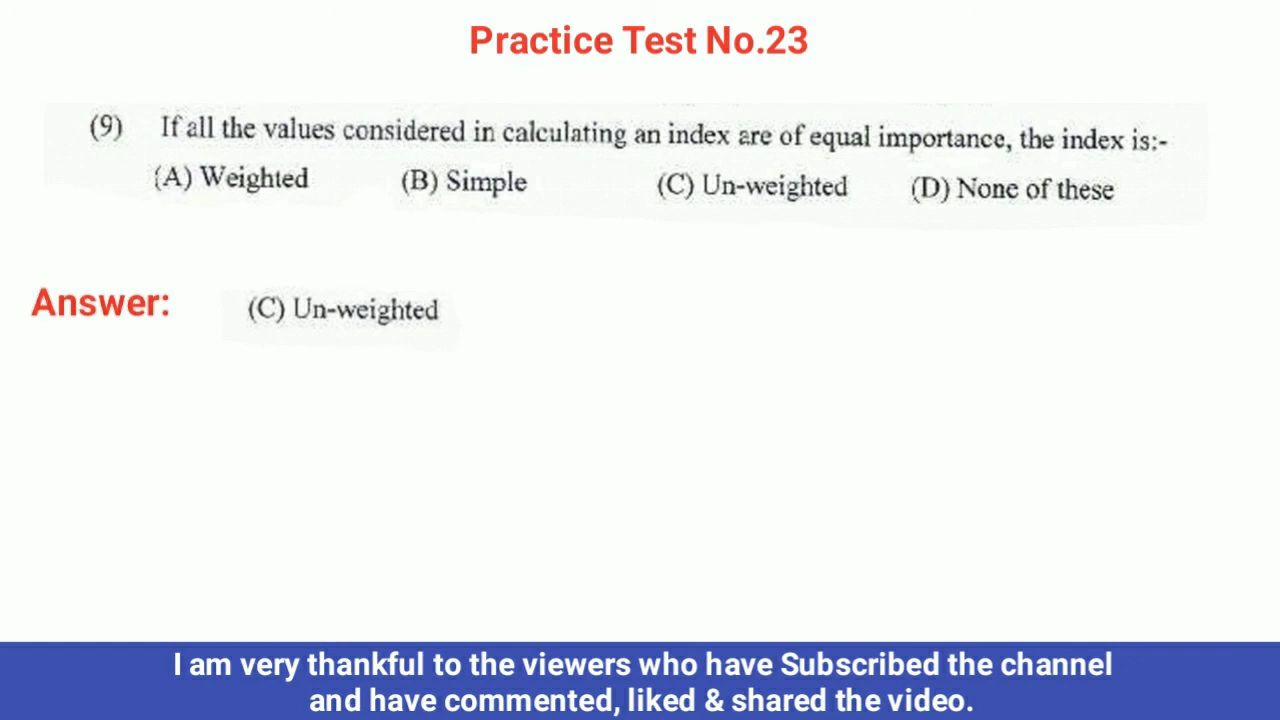 Practice Test No.23
(9) If all the values considered in calculating an index are of equal importance, the index is:-
(A) Weighted (B) Simple (C) Un-weighted (D) None of these
Answer: (C) Un-weighted
I am very thankful to the viewers who have Subscribed the channel
and have commented, liked & shared the video.